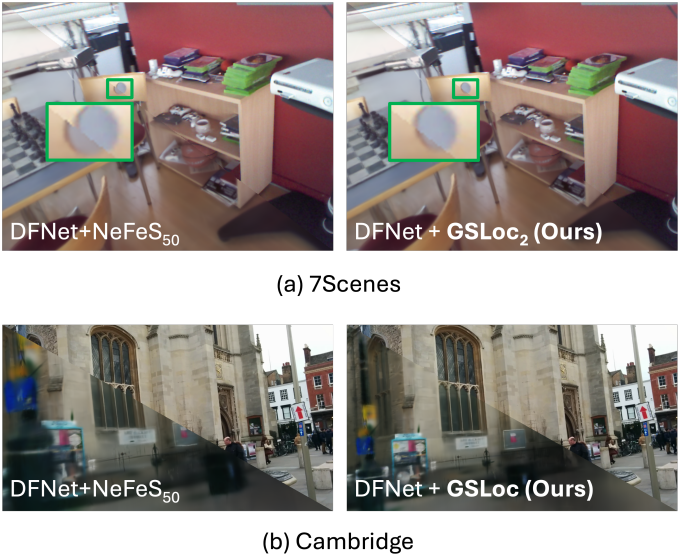 DFNet+NeFeS50
DFNet + GSLoc2 (Ours)
(a) 7Scenes
DFNet+NeFeS50
DFNet + GSLoc (Ours)
(b) Cambridge